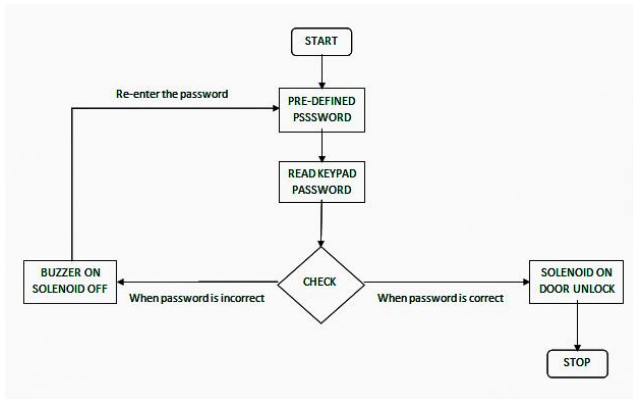 START
Re-enter the password
PRE-DEFINED
PSSSWORD
READ KEYPAD
PASSWORD
BUZZER ON
SOLENOID OFF
When password is incorrect
CHECK
When password is correct
SOLENOID ON
DOOR UNLOCK
STOP